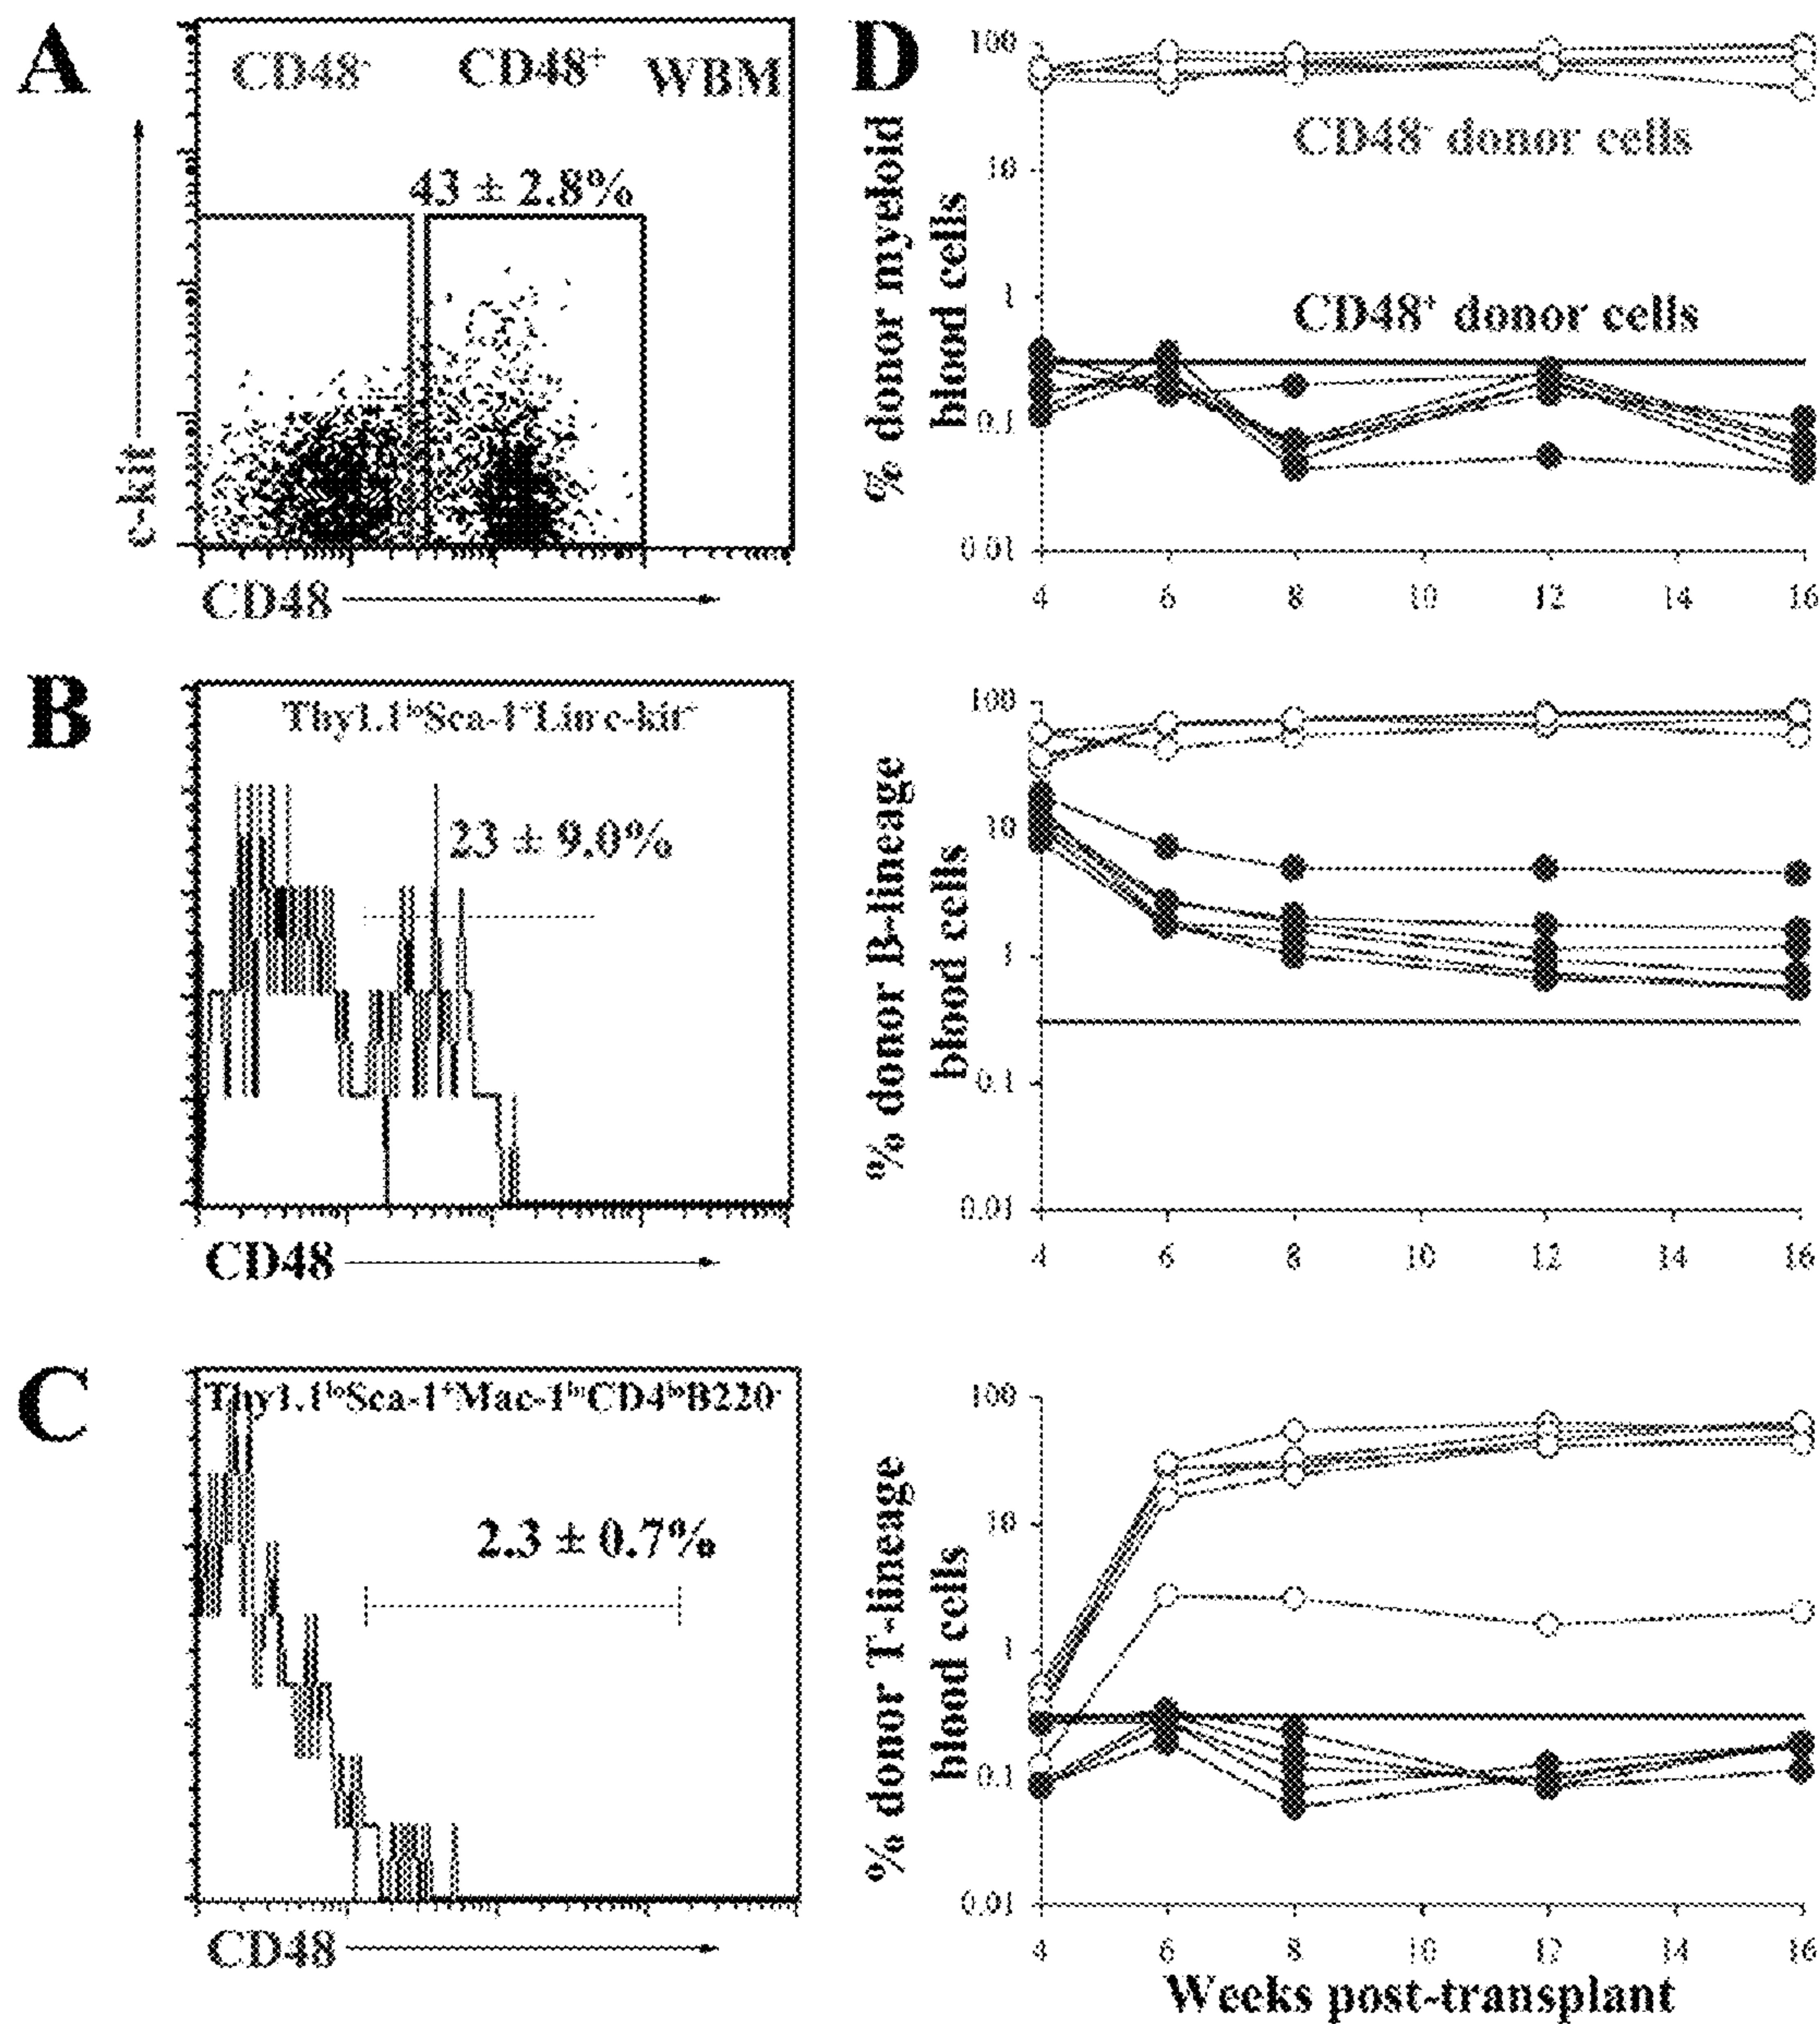 A
CD48⁻ CD48⁺ WBM
43 ± 2.8%
c-kit
CD48
B
Thy1.1ˡᵒSca-1⁺Lin⁻c-kit⁺
23 ± 9.0%
CD48
C
Thy1.1ˡᵒSca-1⁺Mac-1ˡᵒCD4ˡᵒB220⁻
2.3 ± 0.7%
CD48
D
% donor myeloid
blood cells
100
10
1
0.1
0.01
CD48⁻ donor cells
CD48⁺ donor cells
4 6 8 10 12 14 16
% donor B-lineage
blood cells
100
10
1
0.1
0.01
4 6 8 10 12 14 16
% donor T-lineage
blood cells
100
10
1
0.1
0.01
4 6 8 10 12 14 16
Weeks post-transplant